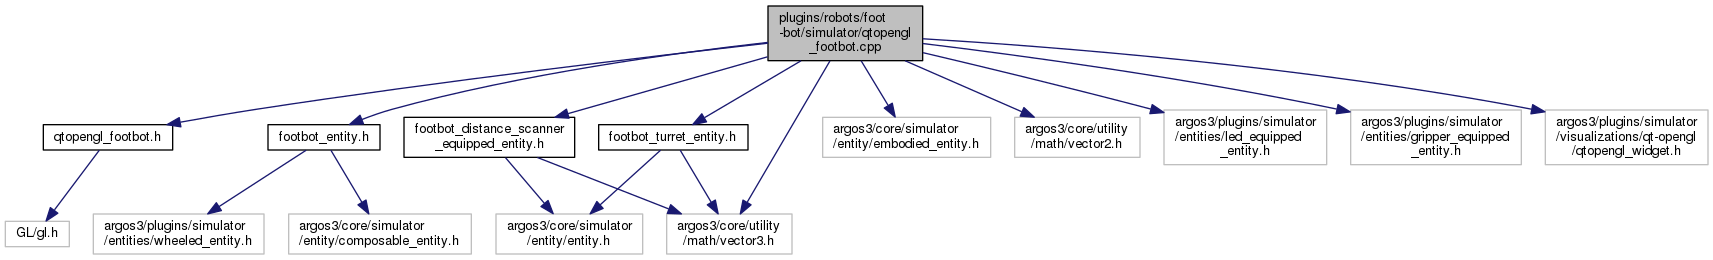 plugins/robots/foot
-bot/simulator/qtopengl
_footbot.cpp
qtopengl_footbot.h
footbot_entity.h
footbot_distance_scanner
_equipped_entity.h
footbot_turret_entity.h
argos3/core/simulator
/entity/embodied_entity.h
argos3/core/utility
/math/vector2.h
argos3/plugins/simulator
/entities/led_equipped
_entity.h
argos3/plugins/simulator
/entities/gripper_equipped
_entity.h
argos3/plugins/simulator
/visualizations/qt-opengl
/qtopengl_widget.h
GL/gl.h
argos3/plugins/simulator
/entities/wheeled_entity.h
argos3/core/simulator
/entity/composable_entity.h
argos3/core/simulator
/entity/entity.h
argos3/core/utility
/math/vector3.h